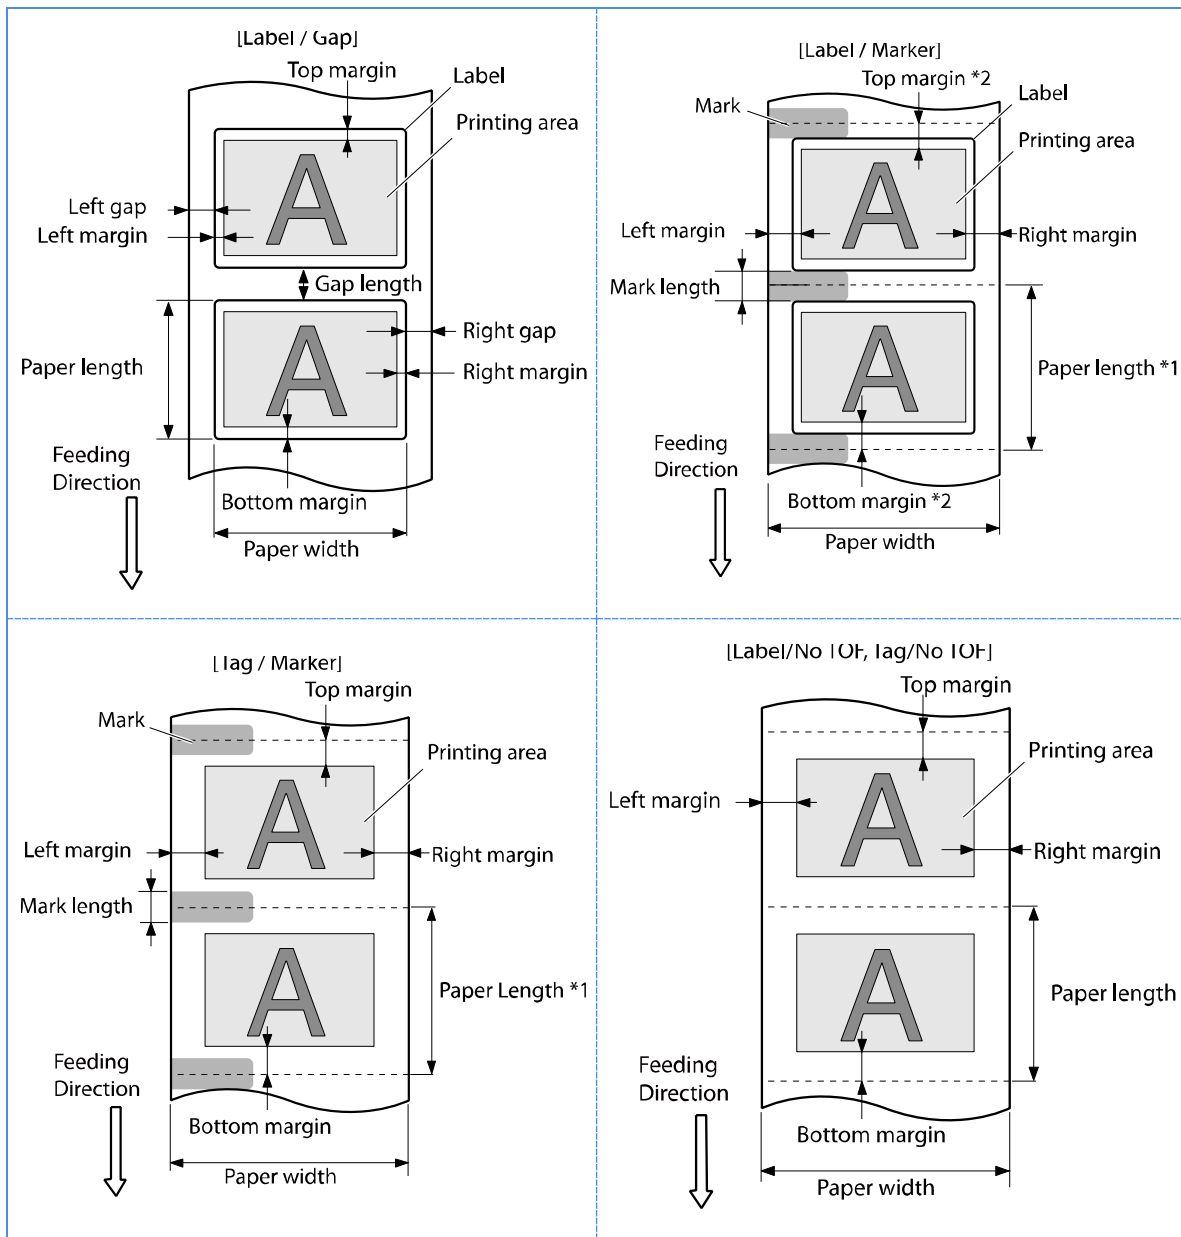 [Label / Gap]
Top margin
Label
Printing area
A
Left gap
Left margin
Gap length
A
Right gap
Right margin
Paper length
Feeding
Direction
Bottom margin
Paper width
[Label / Marker]
Top margin *2
Mark
Label
Printing area
A
Left margin
Right margin
Mark length
A
Paper length *1
Feeding
Direction
Bottom margin *2
Paper width
[Tag / Marker]
Top margin
Mark
Printing area
A
Left margin
Right margin
Mark length
A
Paper Length *1
Feeding
Direction
Bottom margin
Paper width
[Label/No TOF, Tag/No TOF]
Top margin
Printing area
A
Left margin
Right margin
A
Paper length
Feeding
Direction
Bottom margin
Paper width